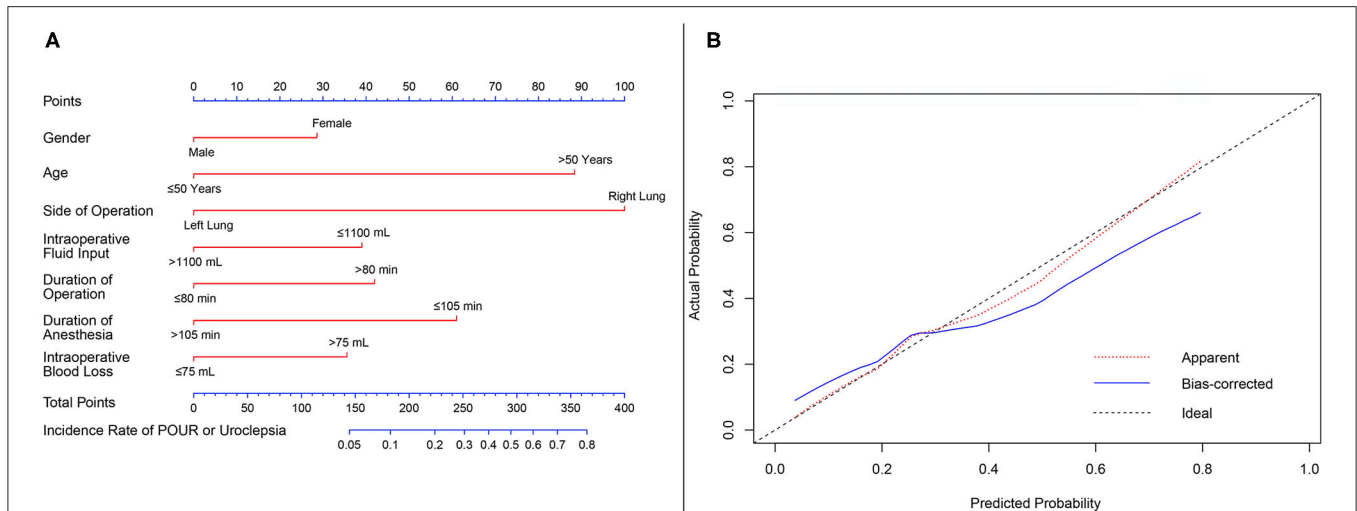 A
0 10 20 30 40 50 60 70 80 90 100
Points
Female
Gender
Male
>50 Years
Age
≤50 Years
Right Lung
Side of Operation
Left Lung
≤1100 mL
Intraoperative
Fluid Input
>1100 mL
>80 min
Duration of
Operation
≤80 min
≤105 min
Duration of
Anesthesia
>105 min
>75 mL
Intraoperative
Blood Loss
≤75 mL
Total Points
0 50 100 150 200 250 300 350 400
Incidence Rate of POUR or Uroclepsia
0.05 0.1 0.2 0.3 0.4 0.5 0.6 0.7 0.8
B
Actual Probability
1.0
0.8
0.6
0.4
0.2
0.0
Apparent
Bias-corrected
Ideal
0.0 0.2 0.4 0.6 0.8 1.0
Predicted Probability